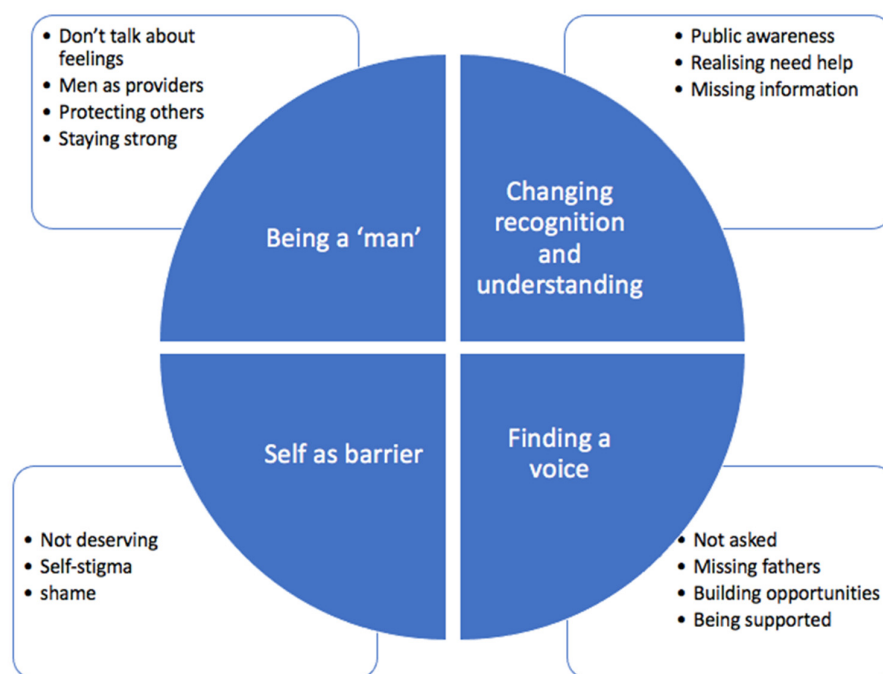 • Don't talk about
feelings
• Men as providers
• Protecting others
• Staying strong
• Public awareness
• Realising need help
• Missing information
Being a ‘man’
Changing
recognition
and
understanding
Self as barrier
Finding a
voice
• Not deserving
• Self-stigma
• shame
• Not asked
• Missing fathers
• Building opportunities
• Being supported